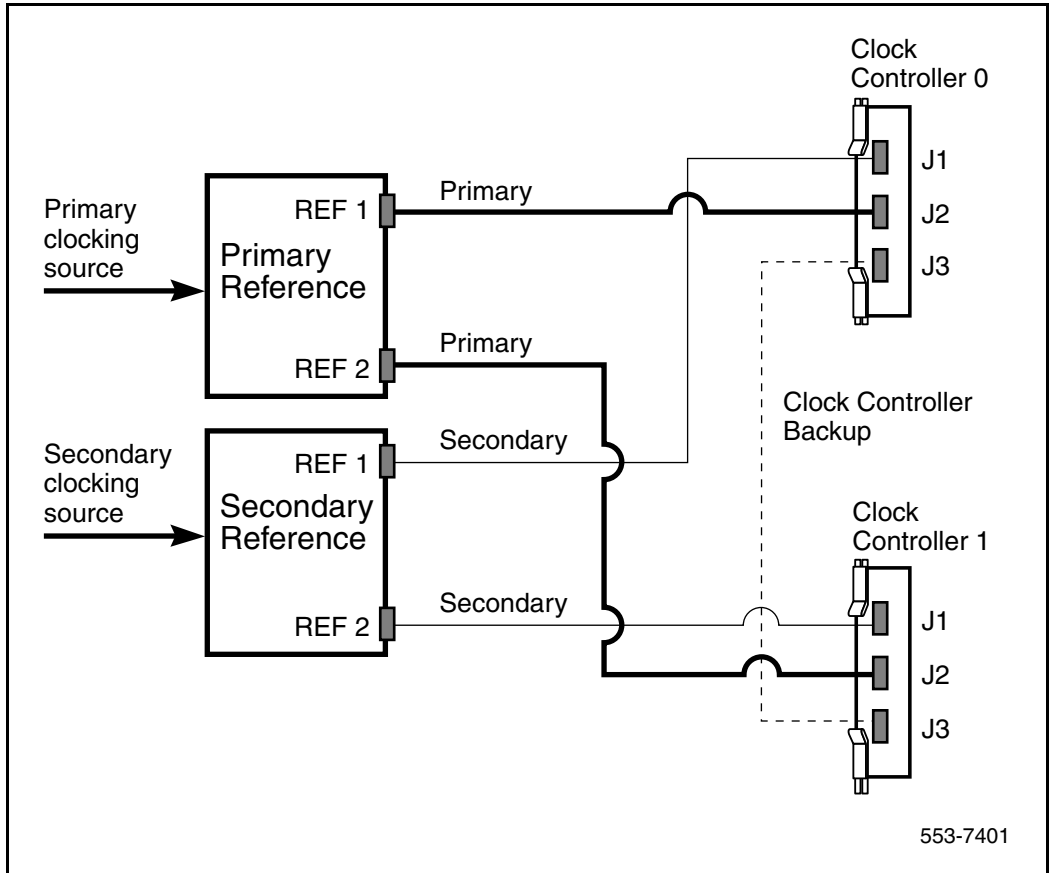 Clock
Controller 0
J1
J2
J3
Primary
clocking
source
REF 1
Primary
Reference
REF 2
Primary
Primary
Secondary
clocking
source
REF 1
Secondary
Reference
REF 2
Secondary
Secondary
Clock Controller
Backup
Clock
Controller 1
J1
J2
J3
553-7401